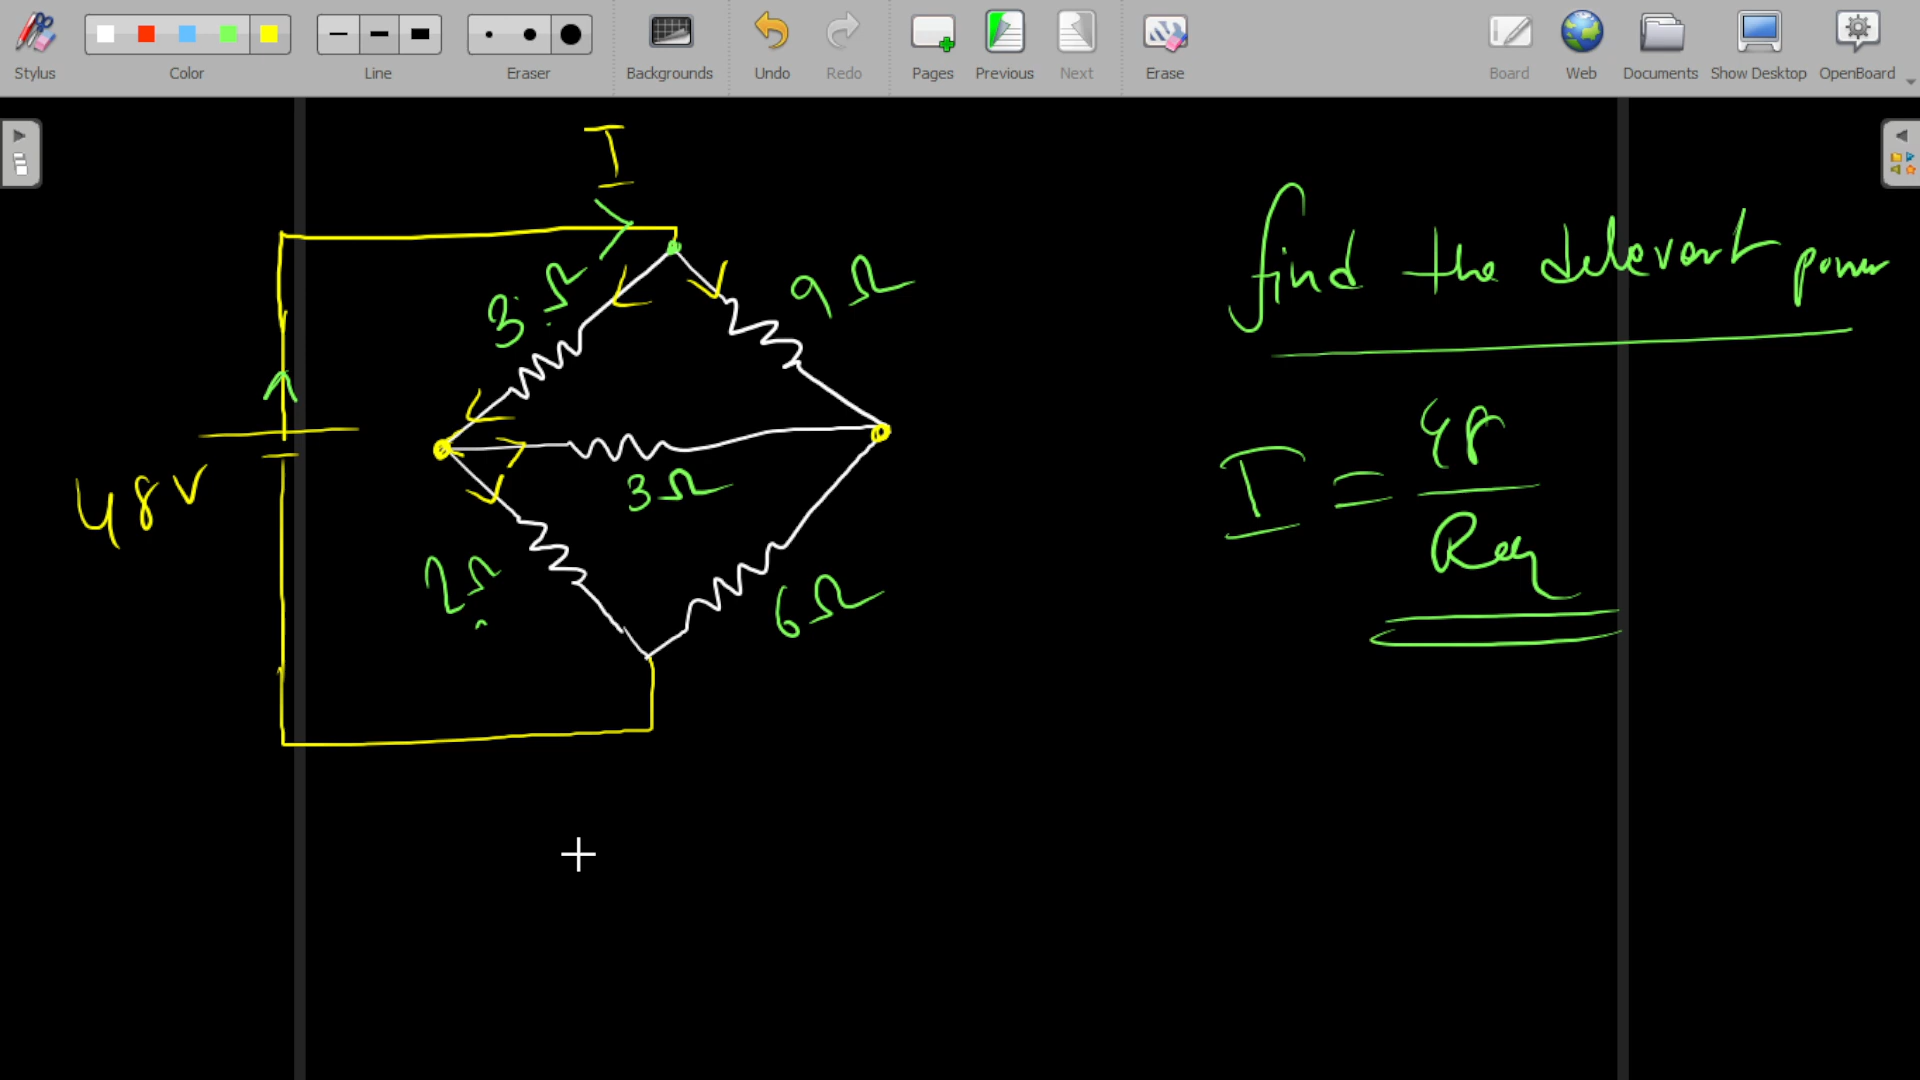 Stylus
Color
Line
Eraser
Backgrounds
Undo
Redo
Pages
Previous
Next
Erase
Board
Web
Documents
Show Desktop
OpenBoard
I
3Ω
9Ω
find the delevert power
48v
3Ω
2Ω
6Ω
I = 48
Req